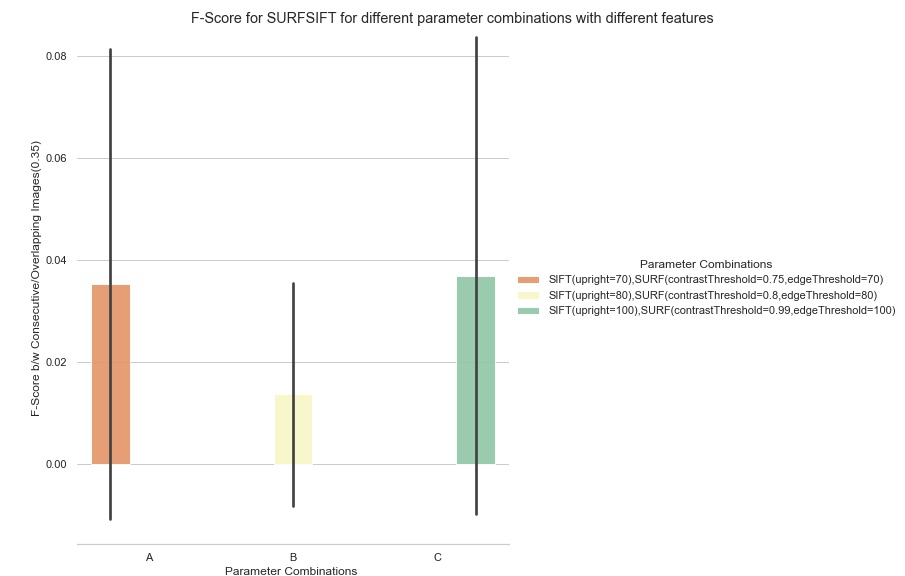 F-Score for SURFSIFT for different parameter combinations with different features
F-Score b/w Consecutive/Overlapping Images(0.35)
0.08
0.06
0.04
0.02
0.00
A
B
C
Parameter Combinations
Parameter Combinations
SIFT(upright=70),SURF(contrastThreshold=0.75,edgeThreshold=70)
SIFT(upright=80),SURF(contrastThreshold=0.8,edgeThreshold=80)
SIFT(upright=100),SURF(contrastThreshold=0.99,edgeThreshold=100)